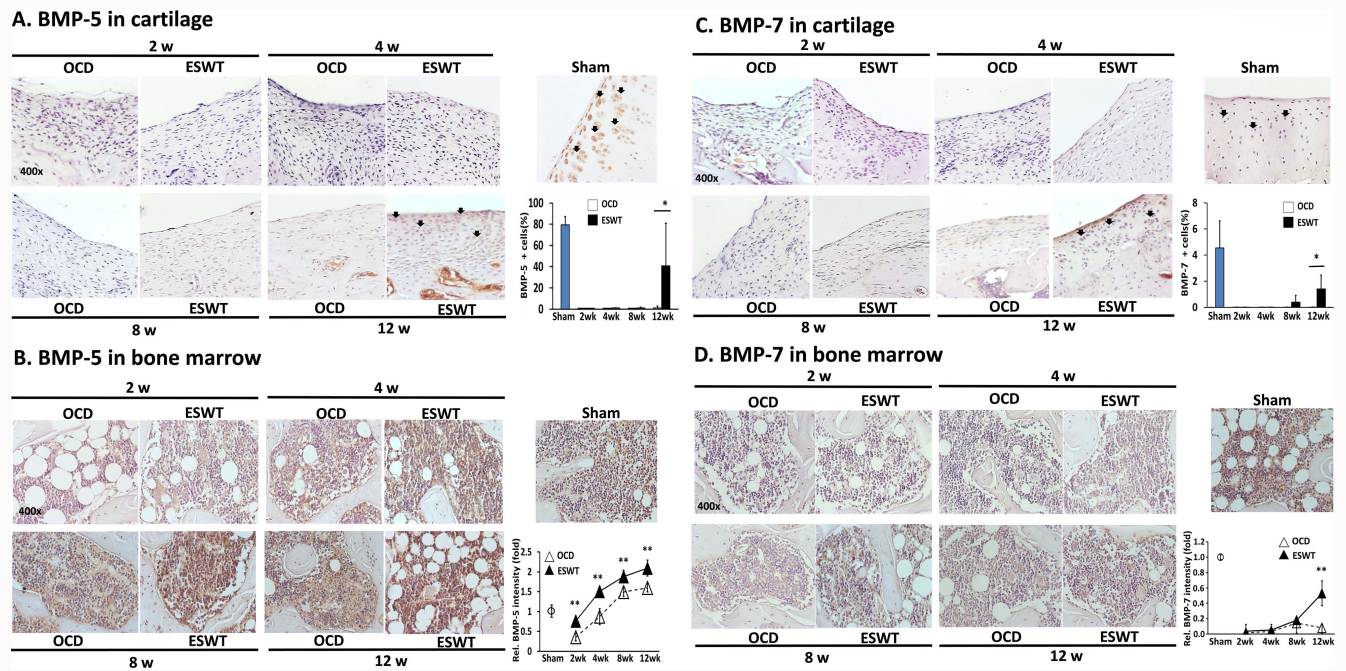 A. BMP-5 in cartilage
2 w
4 w
OCD
ESWT
OCD
ESWT
Sham
400x
100
80
60
40
20
0
BMP-5 + cells(%)
OCD
ESWT
*
Sham 2wk 4wk 8wk 12wk
OCD
ESWT
OCD
ESWT
8 w
12 w
B. BMP-5 in bone marrow
2 w
4 w
OCD
ESWT
OCD
ESWT
Sham
400x
2.5
2
1.5
1
0.5
0
Rel. BMP-5 intensity (fold)
OCD
ESWT
**
**
**
**
Sham 2wk 4wk 8wk 12wk
OCD
ESWT
OCD
ESWT
8 w
12 w
C. BMP-7 in cartilage
2 w
4 w
OCD
ESWT
OCD
ESWT
Sham
400x
8
6
4
2
0
BMP-7 + cells(%)
OCD
ESWT
*
Sham 2wk 4wk 8wk 12wk
OCD
ESWT
OCD
ESWT
8 w
12 w
D. BMP-7 in bone marrow
2 w
4 w
OCD
ESWT
OCD
ESWT
Sham
400x
1.2
1.0
0.8
0.6
0.4
0.2
0.0
Rel. BMP-7 intensity (fold)
OCD
ESWT
**
Sham 2wk 4wk 8wk 12wk
OCD
ESWT
OCD
ESWT
8 w
12 w